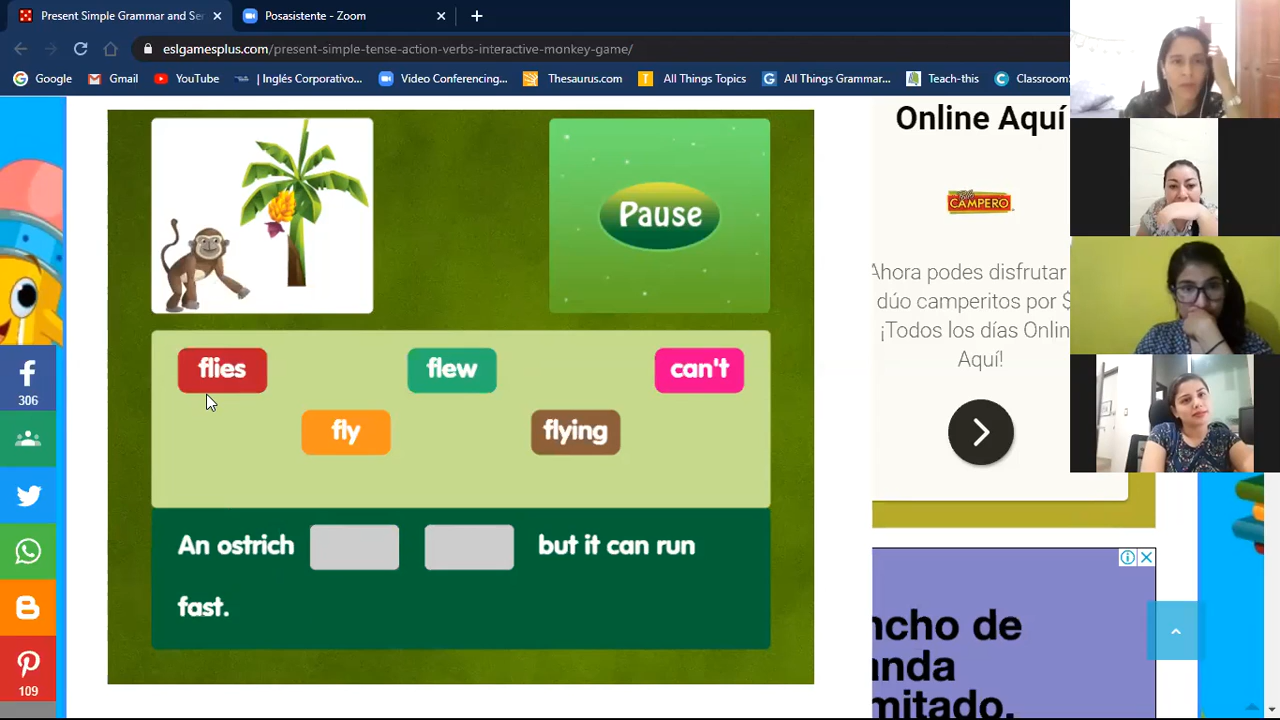 Present Simple Grammar and Se
Posasistente - Zoom
eslgamesplus.com/present-simple-tense-action-verbs-interactive-monkey-game/
Google
Gmail
YouTube
| Inglés Corporativo...
Video Conferencing...
Thesaurus.com
All Things Topics
All Things Grammar...
Teach-this
ClassroomS
Pause
flies
flew
can't
fly
flying
An ostrich but it can run
fast.
306
109
Online Aquí
CAMPERO
Ahora podes disfrutar
dúo camperitos por $
¡Todos los días Onlin
Aquí!
ncho de
anda
mitado.